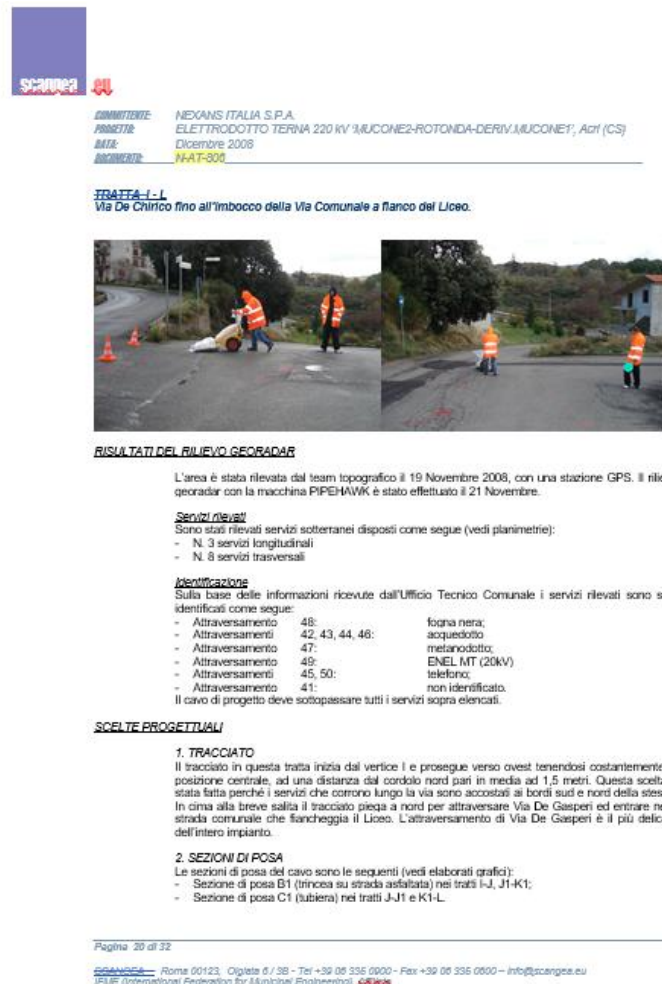 scangea .eu
COMMITTENTE: NEXANS ITALIA S.P.A.
PROGETTO: ELETTRODOTTO TERNA 220 kV 'MUCONE2-ROTONDA-DERIV.MUCONE1', Acri (CS)
DATA: Dicembre 2008
DOCUMENTO: N-AT-806
TRATTA I - L
Via De Chirico fino all'imbocco della Via Comunale a fianco del Liceo.
RISULTATI DEL RILIEVO GEORADAR
L'area è stata rilevata dal team topografico il 19 Novembre 2008, con una stazione GPS. Il rilie
georadar con la macchina PIPEHAWK è stato effettuato il 21 Novembre.
Servizi rilevati
Sono stati rilevati servizi sotterranei disposti come segue (vedi planimetrie):
- N. 3 servizi longitudinali
- N. 8 servizi trasversali
Identificazione
Sulla base delle informazioni ricevute dall'Ufficio Tecnico Comunale i servizi rilevati sono s
identificati come segue:
- Attraversamento 48: fogna nera;
- Attraversamenti 42, 43, 44, 46: acquedotto
- Attraversamento 47: metanodotto;
- Attraversamento 49: ENEL MT (20kV)
- Attraversamenti 45, 50: telefono;
- Attraversamento 41: non identificato.
Il cavo di progetto deve sottopassare tutti i servizi sopra elencati.
SCELTE PROGETTUALI
1. TRACCIATO
Il tracciato in questa tratta inizia dal vertice I e prosegue verso ovest tenendosi costantemente
posizione centrale, ad una distanza dal cordolo nord pari in media ad 1,5 metri. Questa scelta
stata fatta perché i servizi che corrono lungo la via sono accostati ai bordi sud e nord della stes
In cima alla breve salita il tracciato piega a nord per attraversare Via De Gasperi ed entrare ne
strada comunale che fiancheggia il Liceo. L'attraversamento di Via De Gasperi è il più delic
dell'intero impianto.
2. SEZIONI DI POSA
Le sezioni di posa del cavo sono le seguenti (vedi elaborati grafici):
- Sezione di posa B1 (trincea su strada asfaltata) nei tratti I-J, J1-K1;
- Sezione di posa C1 (tubiera) nei tratti J-J1 e K1-L.
Pagina 20 di 32
SCANGEA – Roma 00123, Olgiata 6 / 3B - Tel +39 06 335 0900 - Fax +39 06 335 0600 – info@scangea.eu
IFME (International Federation for Municipal Engineering)